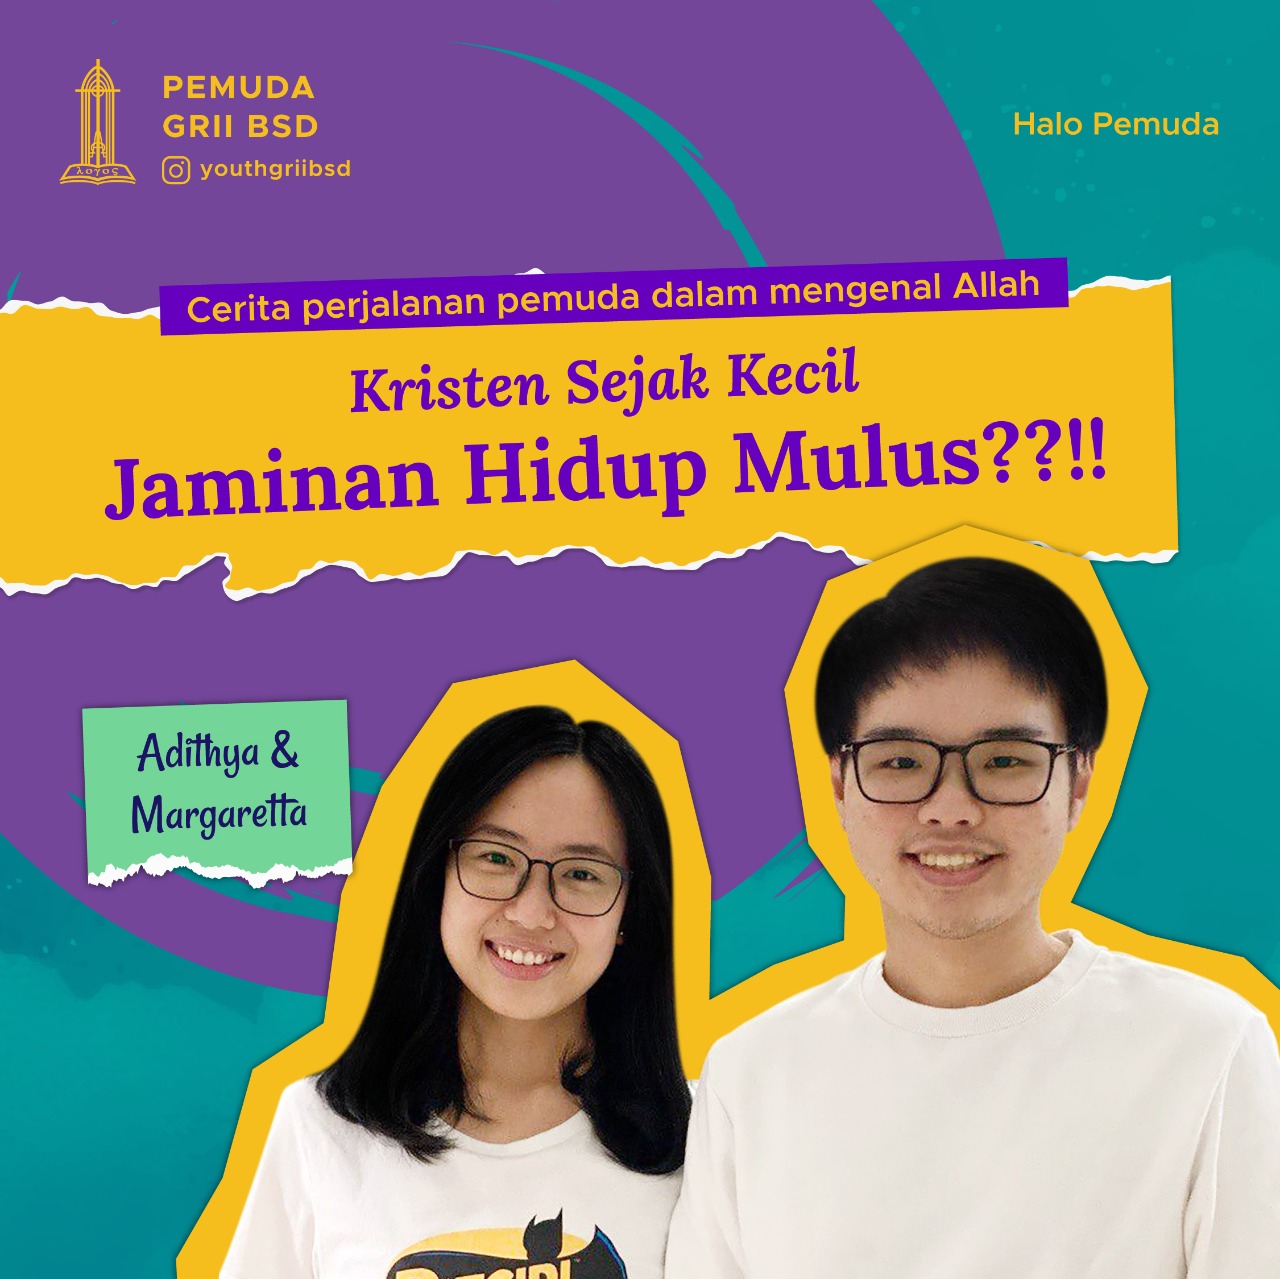 PEMUDA
GRII BSD
youthgriibsd
λογος
Halo Pemuda
Cerita perjalanan pemuda dalam mengenal Allah
Kristen Sejak Kecil
Jaminan Hidup Mulus??!!
Adithya &
Margaretta